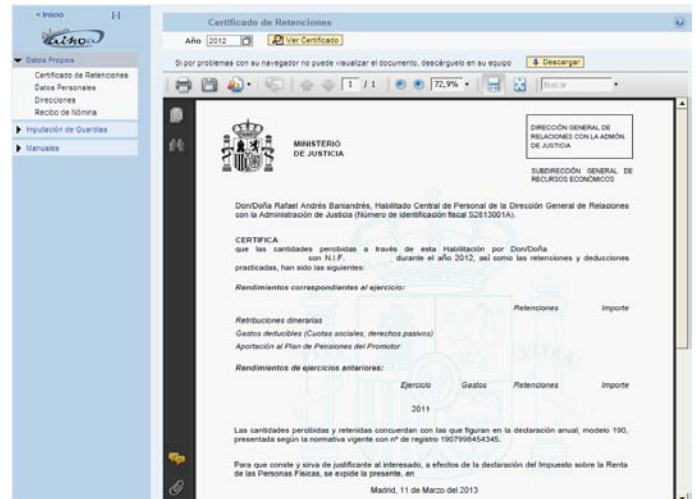 « Inicio [-]
ainoa
Certificado de Retenciones
Año 2012 Ver Certificado
Datos Propios
Certificado de Retenciones
Datos Personales
Direcciones
Recibo de Nómina
Imputación de Guardias
Manuales
Si por problemas con su navegador no puede visualizar el documento, descárguelo en su equipo Descargar
1 / 1 72,9% Buscar
MINISTERIO
DE JUSTICIA
DIRECCIÓN GENERAL DE
RELACIONES CON LA ADMÓN.
DE JUSTICIA
SUBDIRECCIÓN GENERAL DE
RECURSOS ECONÓMICOS
Don/Doña Rafael Andrés Baniandrés, Habilitado Central de Personal de la Dirección General de Relaciones
con la Administración de Justicia (Número de identificación fiscal S2813001A).
CERTIFICA
que las cantidades percibidas a través de esta Habilitación por Don/Doña
con N.I.F. durante el año 2012, así como las retenciones y deducciones
practicadas, han sido las siguientes:
Rendimientos correspondientes al ejercicio:
Retenciones Importe
Retribuciones dinerarias
Gastos deducibles (Cuotas sociales, derechos pasivos)
Aportación al Plan de Pensiones del Promotor
Rendimientos de ejercicios anteriores:
Ejercicio Gastos Retenciones Importe
2011
Las cantidades percibidas y retenidas concuerdan con las que figuran en la declaración anual, modelo 190,
presentada según la normativa vigente con nº de registro 1907998454345.
Para que conste y sirva de justificante al interesado, a efectos de la declaración del Impuesto sobre la Renta
de las Personas Físicas, se expide la presente, en
Madrid, 11 de Marzo del 2013